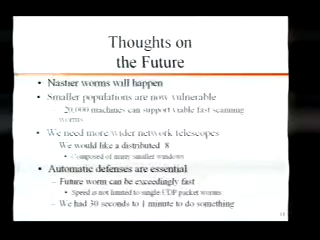 Thoughts on
the Future
• Nastier worms will happen
• Smaller populations are now vulnerable
– 20,000 machines can support viable fast scanning
worms
• We need more wider network telescopes
We would like a distributed /8
• Composed of many smaller windows
• Automatic defenses are essential
– Future worm can be exceedingly fast
• Speed is not limited to single UDP packet worms
– We had 30 seconds to 1 minute to do something